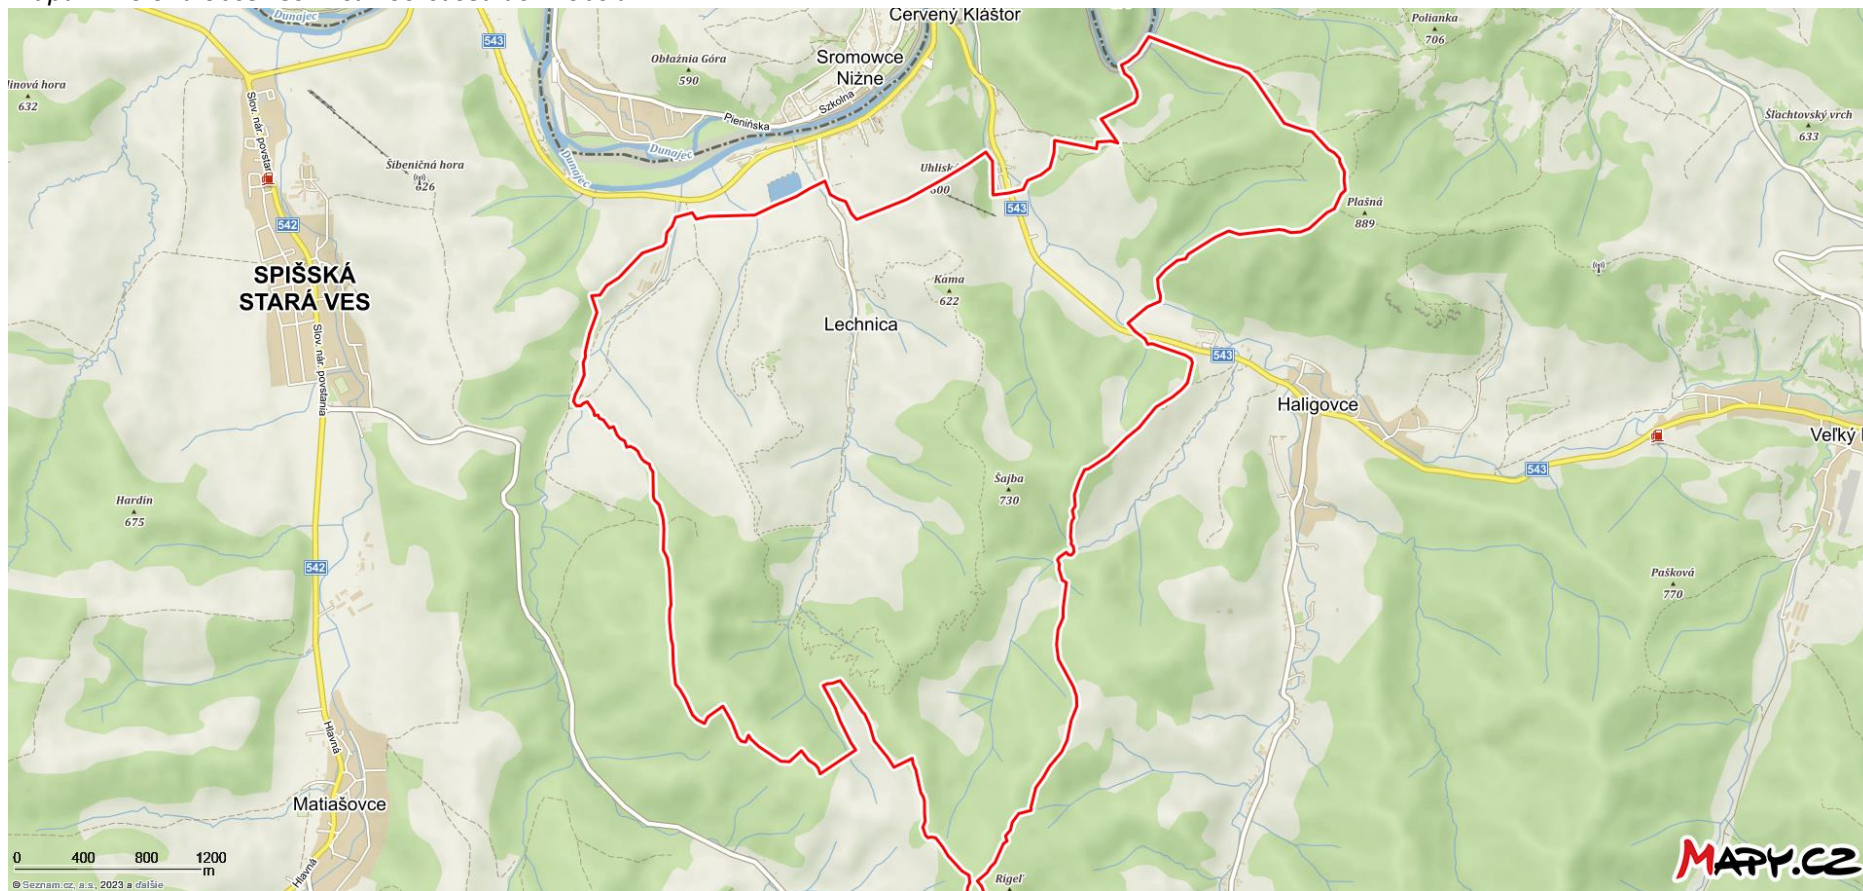 Dunajec
Červený Kláštor
Polianka
706
543
Obłaźnia Góra
590
Sromowce
Niżne
Szkolna
Pienińska
Dunajec
Dunajec
632
Slov. nár. povstania
Šibeničná hora
626
542
Uhlisko
600
543
Šľachtovský vrch
633
Plašná
889
SPIŠSKÁ
STARÁ VES
Kama
622
Lechnica
Slov. nár. povstania
543
Haligovce
Veľký
543
Hardin
675
Šajba
730
542
Pašková
770
Hlavná
Matiašovce
Hlavná
Rígeľ
0 400 800 1200
m
© Seznam.cz, a.s., 2023 a ďalšie
MAPY.CZ